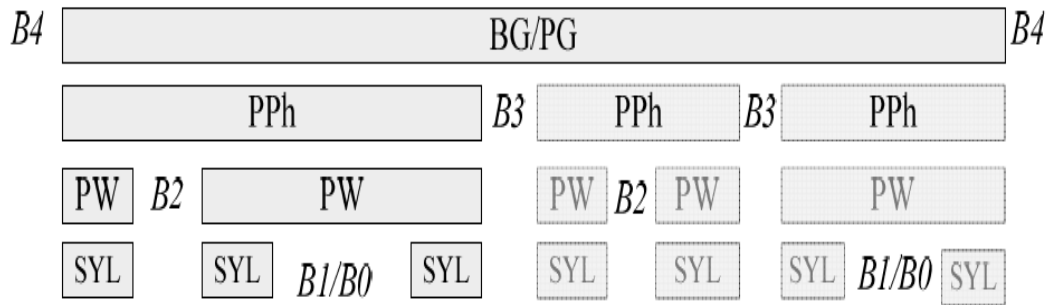 B4 BG/PG B4
PPh B3 PPh B3 PPh
PW B2 PW PW B2 PW PW
SYL SYL B1/B0 SYL SYL SYL SYL B1/B0 SYL